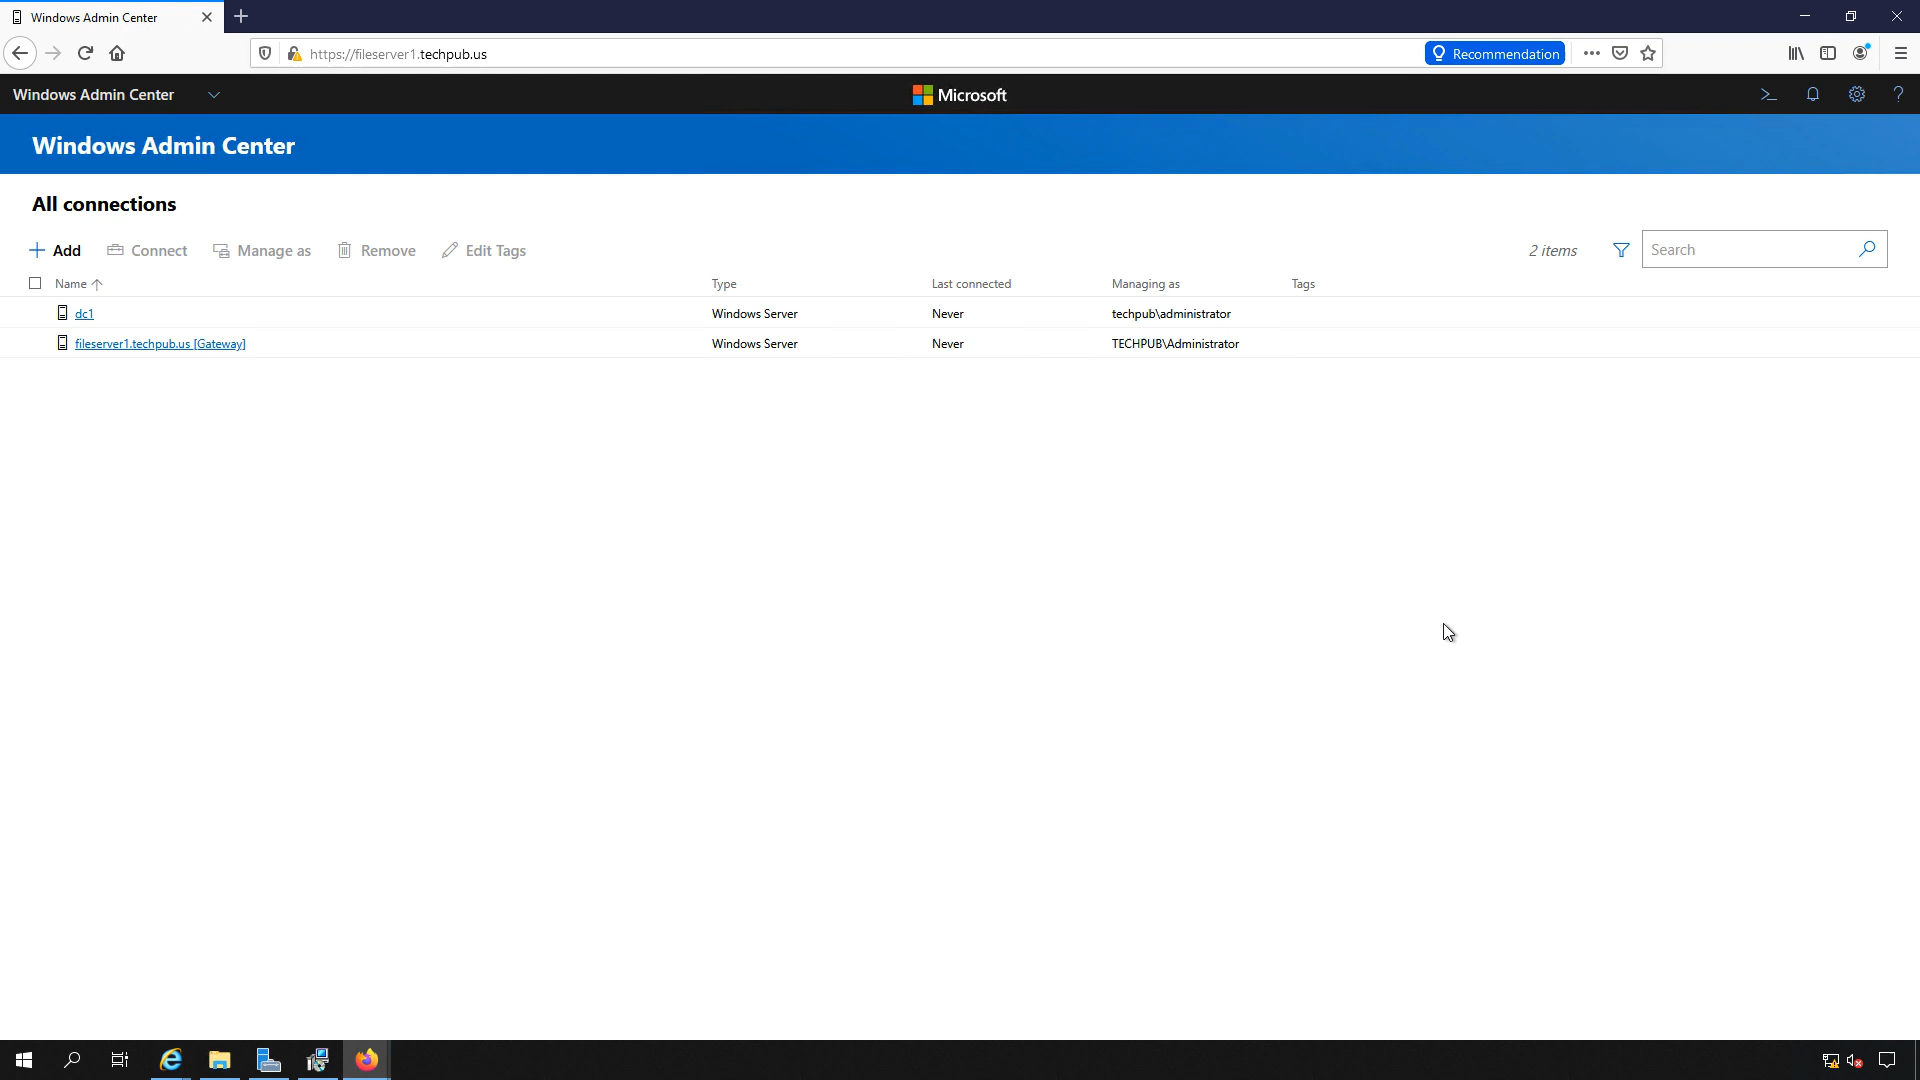 Windows Admin Center
https://fileserver1.techpub.us
Recommendation
Windows Admin Center
Microsoft
Windows Admin Center
All connections
Add Connect Manage as Remove Edit Tags 2 items Search
Name Type Last connected Managing as Tags
dc1 Windows Server Never techpub\administrator
fileserver1.techpub.us [Gateway] Windows Server Never TECHPUB\Administrator